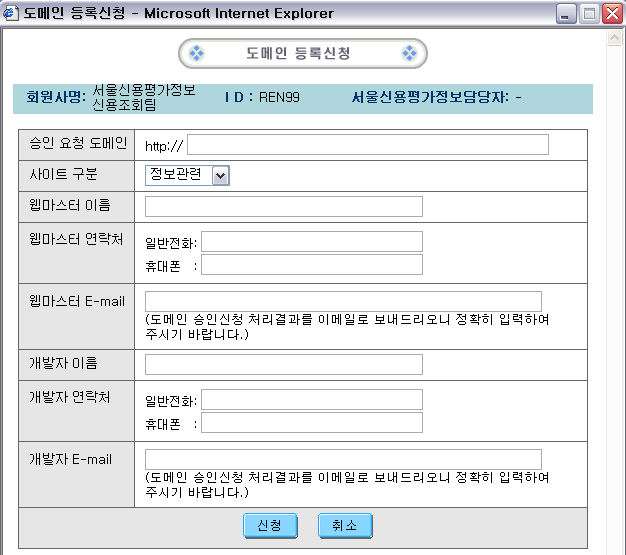 도메인 등록신청 - Microsoft Internet Explorer
도메인 등록신청
회원사명: 서울신용평가정보 신용조회팀 I D : REN99 서울신용평가정보담당자: -
승인 요청 도메인 http://
사이트 구분 정보관련
웹마스터 이름
웹마스터 연락처 일반전화:
휴대폰 :
웹마스터 E-mail
(도메인 승인신청 처리결과를 이메일로 보내드리오니 정확히 입력하여
주시기 바랍니다.)
개발자 이름
개발자 연락처 일반전화:
휴대폰 :
개발자 E-mail
(도메인 승인신청 처리결과를 이메일로 보내드리오니 정확히 입력하여
주시기 바랍니다.)
신청 취소